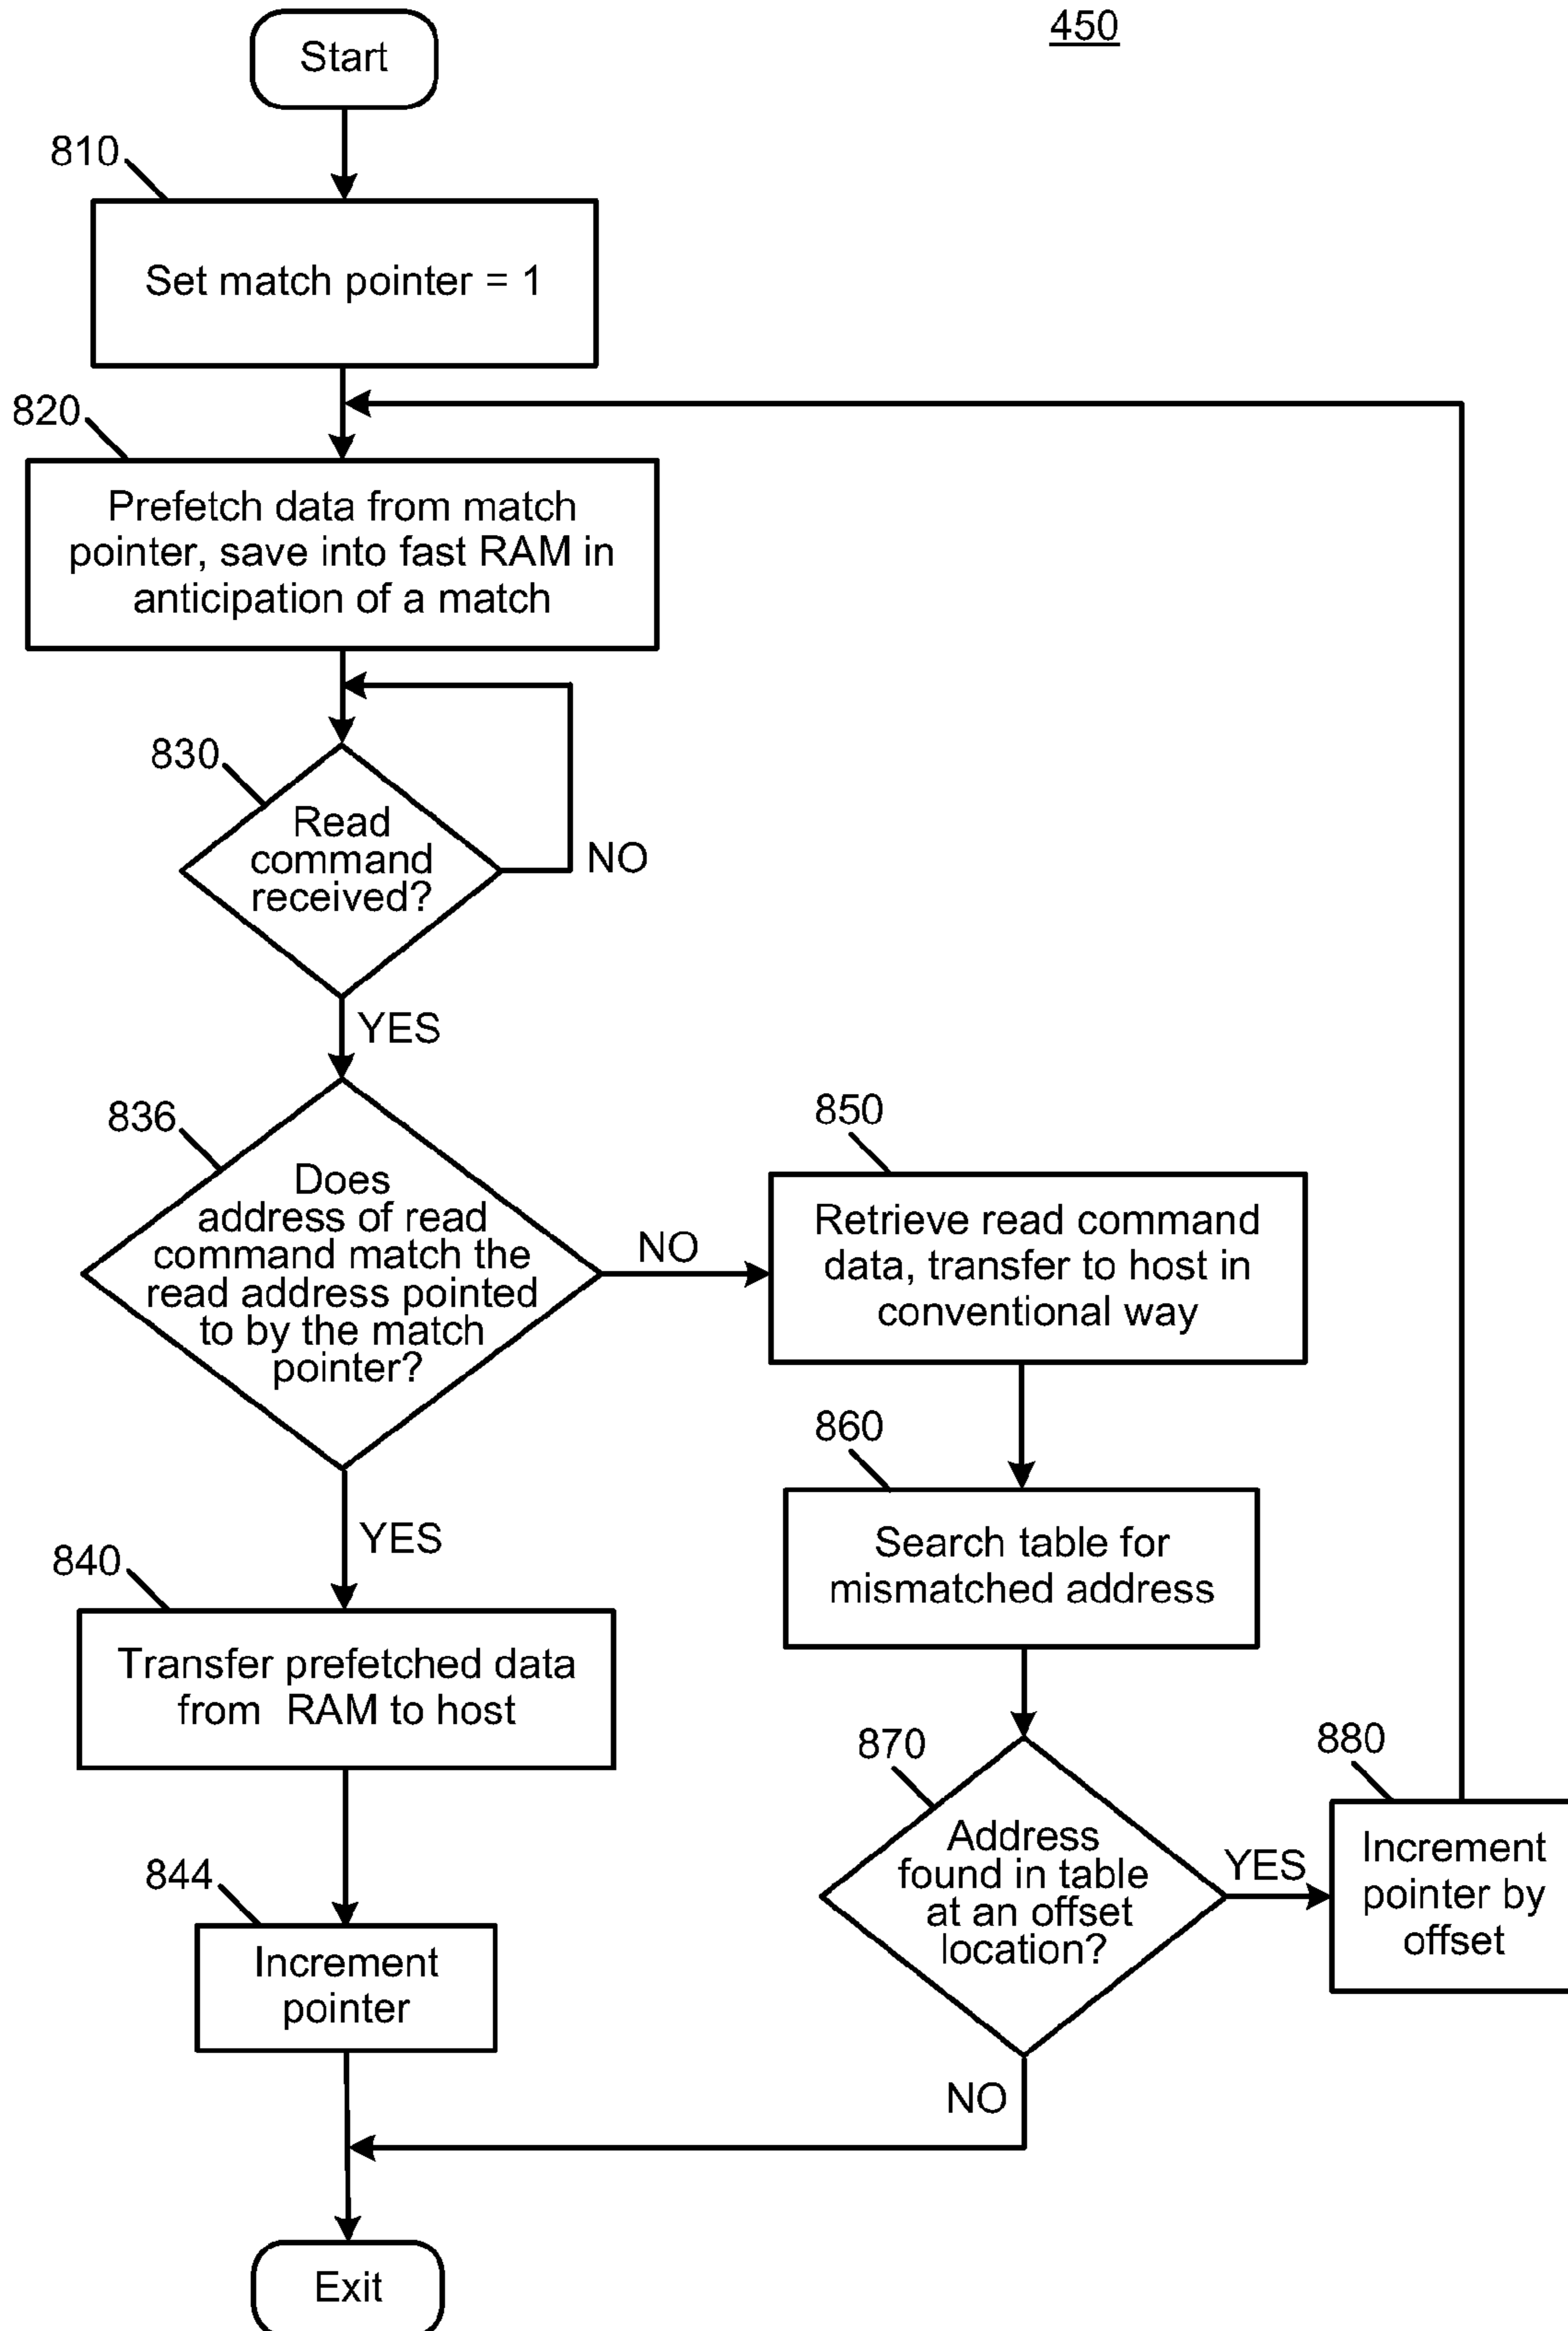 450
Start
810
Set match pointer = 1
820
Prefetch data from match
pointer, save into fast RAM in
anticipation of a match
830
Read
command
received?
NO
YES
836
Does
address of read
command match the
read address pointed
to by the match
pointer?
NO
850
Retrieve read command
data, transfer to host in
conventional way
YES
860
Search table for
mismatched address
840
Transfer prefetched data
from RAM to host
870
Address
found in table
at an offset
location?
YES
880
Increment
pointer by
offset
844
Increment
pointer
NO
Exit